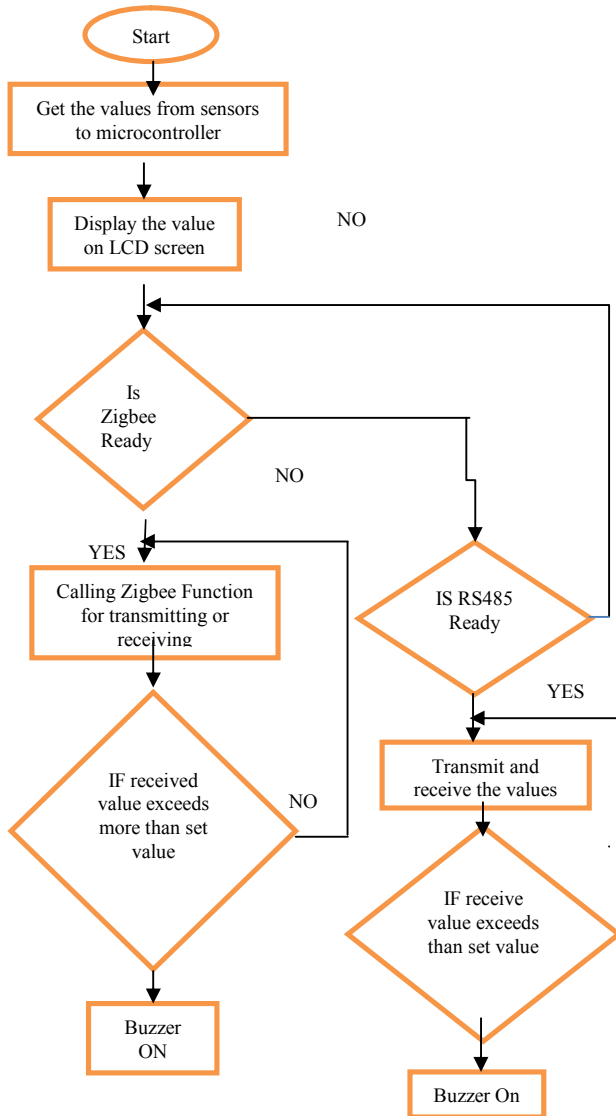 Start
Get the values from sensors
to microcontroller
Display the value
on LCD screen
NO
Is
Zigbee
Ready
NO
YES
Calling Zigbee Function
for transmitting or
receiving
IS RS485
Ready
YES
IF received
value exceeds
more than set
value
NO
Transmit and
receive the values
IF receive
value exceeds
than set value
Buzzer
ON
Buzzer On